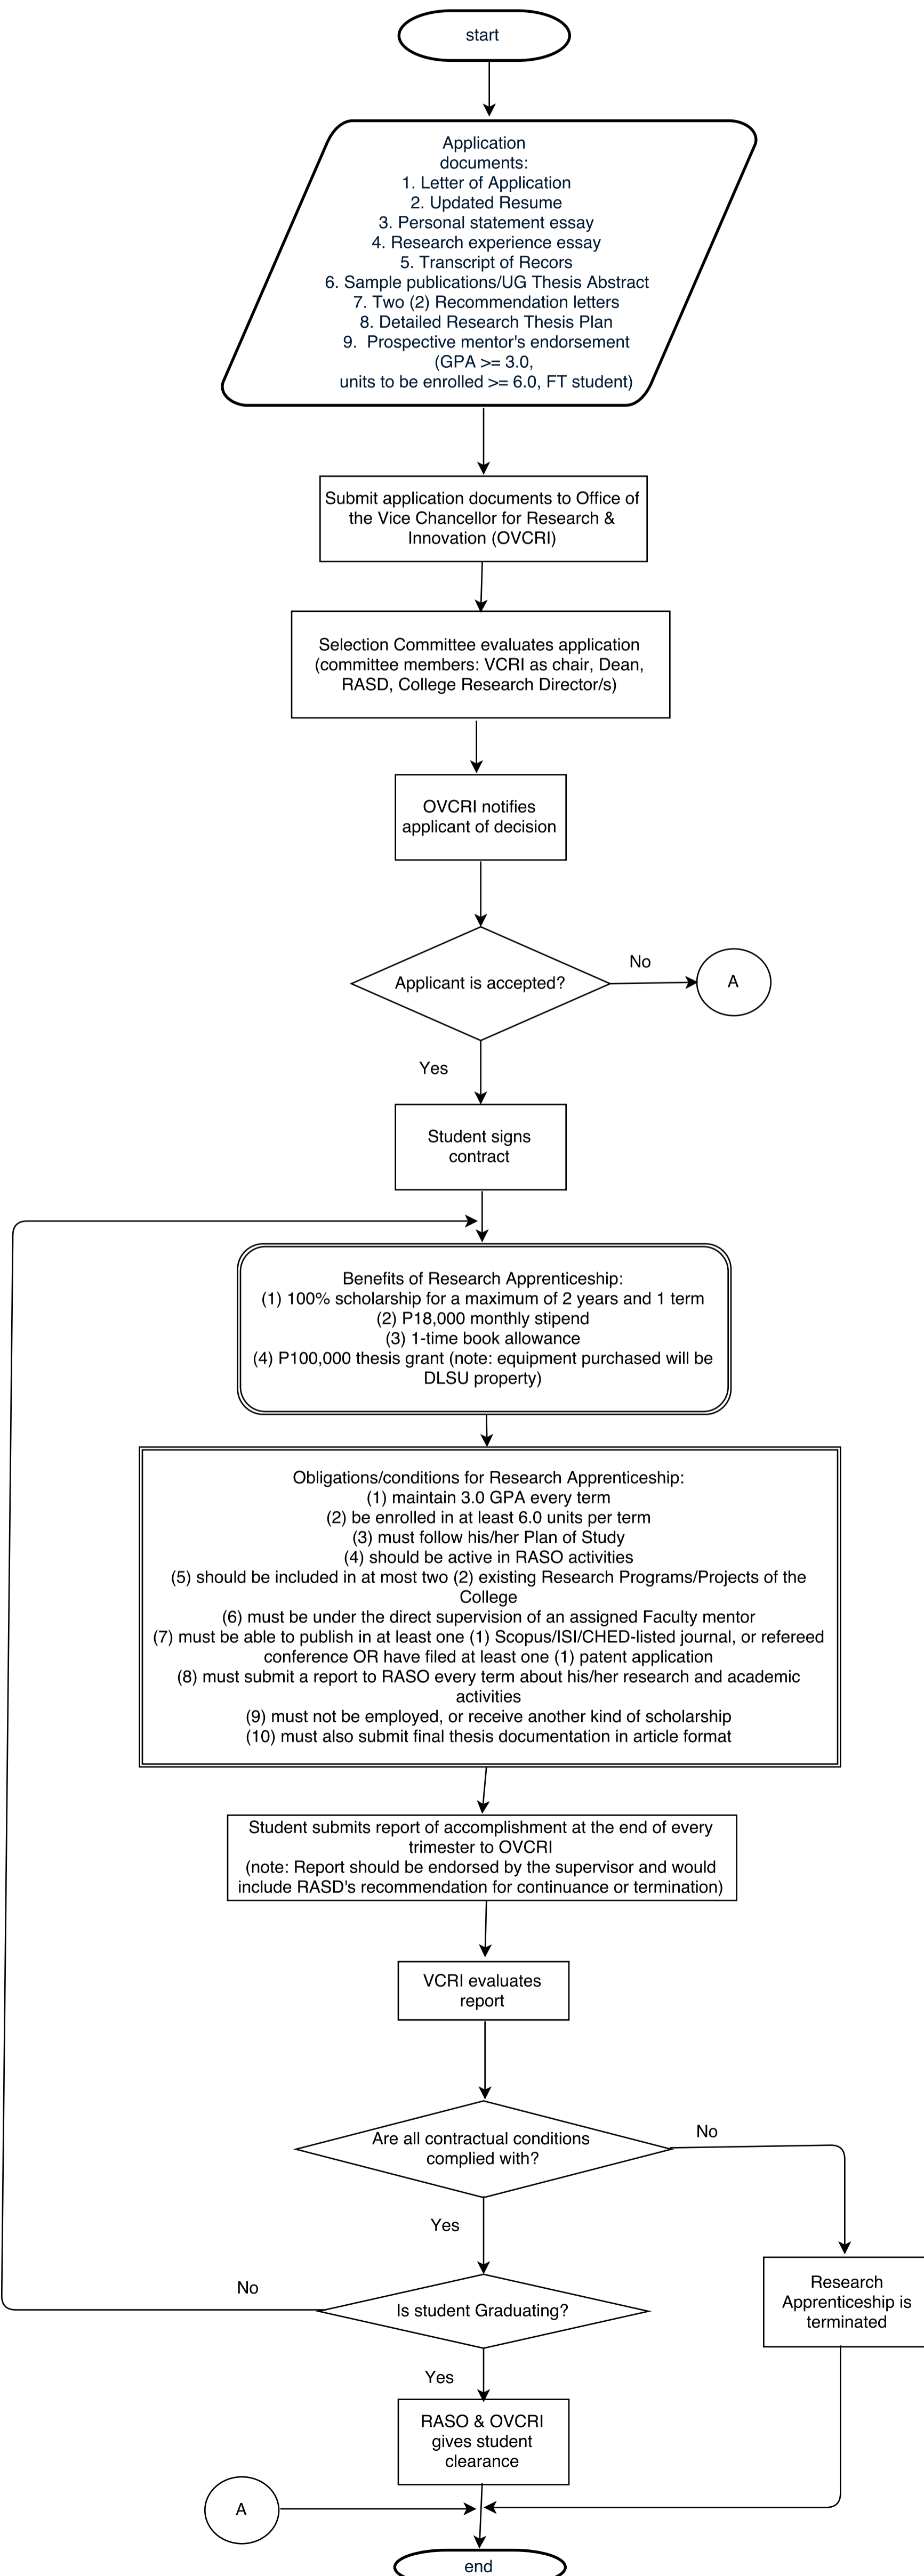 start
Application
documents:
1. Letter of Application
2. Updated Resume
3. Personal statement essay
4. Research experience essay
5. Transcript of Recors
6. Sample publications/UG Thesis Abstract
7. Two (2) Recommendation letters
8. Detailed Research Thesis Plan
9. Prospective mentor's endorsement
(GPA >= 3.0,
units to be enrolled >= 6.0, FT student)
Submit application documents to Office of
the Vice Chancellor for Research &
Innovation (OVCRI)
Selection Committee evaluates application
(committee members: VCRI as chair, Dean,
RASD, College Research Director/s)
OVCRI notifies
applicant of decision
Applicant is accepted?
No
A
Yes
Student signs
contract
Benefits of Research Apprenticeship:
(1) 100% scholarship for a maximum of 2 years and 1 term
(2) P18,000 monthly stipend
(3) 1-time book allowance
(4) P100,000 thesis grant (note: equipment purchased will be
DLSU property)
Obligations/conditions for Research Apprenticeship:
(1) maintain 3.0 GPA every term
(2) be enrolled in at least 6.0 units per term
(3) must follow his/her Plan of Study
(4) should be active in RASO activities
(5) should be included in at most two (2) existing Research Programs/Projects of the
College
(6) must be under the direct supervision of an assigned Faculty mentor
(7) must be able to publish in at least one (1) Scopus/ISI/CHED-listed journal, or refereed
conference OR have filed at least one (1) patent application
(8) must submit a report to RASO every term about his/her research and academic
activities
(9) must not be employed, or receive another kind of scholarship
(10) must also submit final thesis documentation in article format
Student submits report of accomplishment at the end of every
trimester to OVCRI
(note: Report should be endorsed by the supervisor and would
include RASD's recommendation for continuance or termination)
VCRI evaluates
report
Are all contractual conditions
complied with?
No
Yes
Research
Apprenticeship is
terminated
Is student Graduating?
No
Yes
RASO & OVCRI
gives student
clearance
A
end